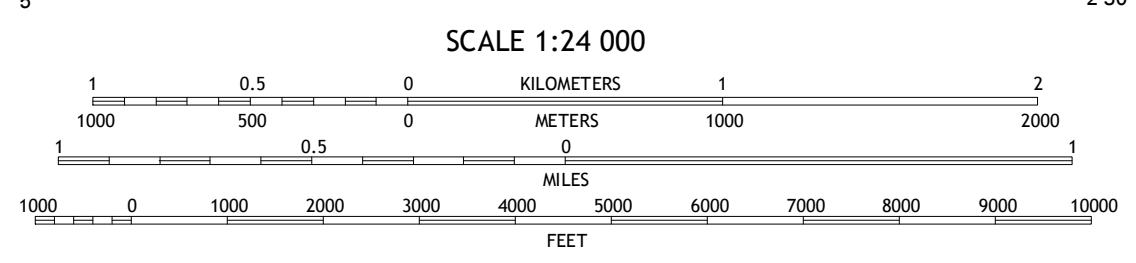 5 2 30
SCALE 1:24 000
1 0.5 0 KILOMETERS 1 2
1000 500 0 METERS 1000 2000
1 0.5 0 1
MILES
1000 0 1000 2000 3000 4000 5000 6000 7000 8000 9000 10000
FEET